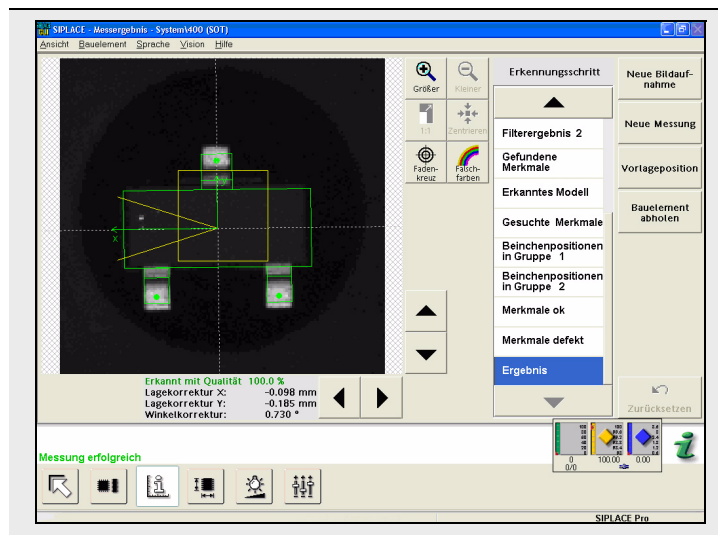 SIPLACE - Messergebnis - System\400 (SOT)
Ansicht Bauelement Sprache Vision Hilfe
Größer
Kleiner
1:1
Zentrieren
Faden-
kreuz
Falsch-
farben
Erkennungsschritt
Filterergebnis 2
Gefundene
Merkmale
Erkanntes Modell
Gesuchte Merkmale
Beinchenpositionen
in Gruppe 1
Beinchenpositionen
in Gruppe 2
Merkmale ok
Merkmale defekt
Ergebnis
Neue Bildauf-
nahme
Neue Messung
Vorlageposition
Bauelement
abholen
Zurücksetzen
X
Erkannt mit Qualität 100.0 %
Lagekorrektur X: -0.098 mm
Lagekorrektur Y: -0.185 mm
Winkelkorrektur: 0.730 °
0 100.00 0.00
0/0
Messung erfolgreich
SIPLACE Pro